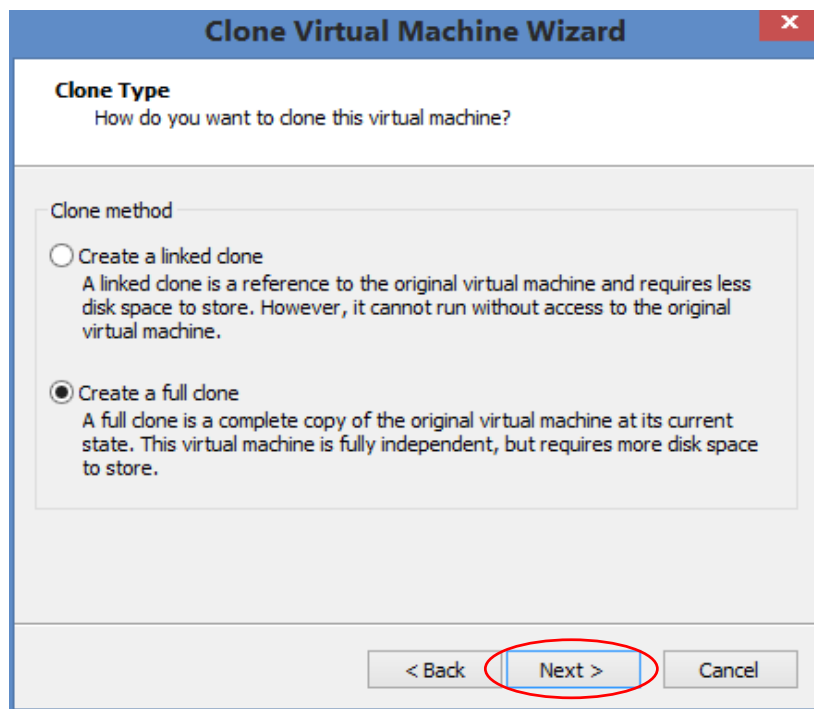 Clone Virtual Machine Wizard
x
Clone Type
How do you want to clone this virtual machine?
Clone method
Create a linked clone
A linked clone is a reference to the original virtual machine and requires less
disk space to store. However, it cannot run without access to the original
virtual machine.
Create a full clone
A full clone is a complete copy of the original virtual machine at its current
state. This virtual machine is fully independent, but requires more disk space
to store.
< Back
Next >
Cancel